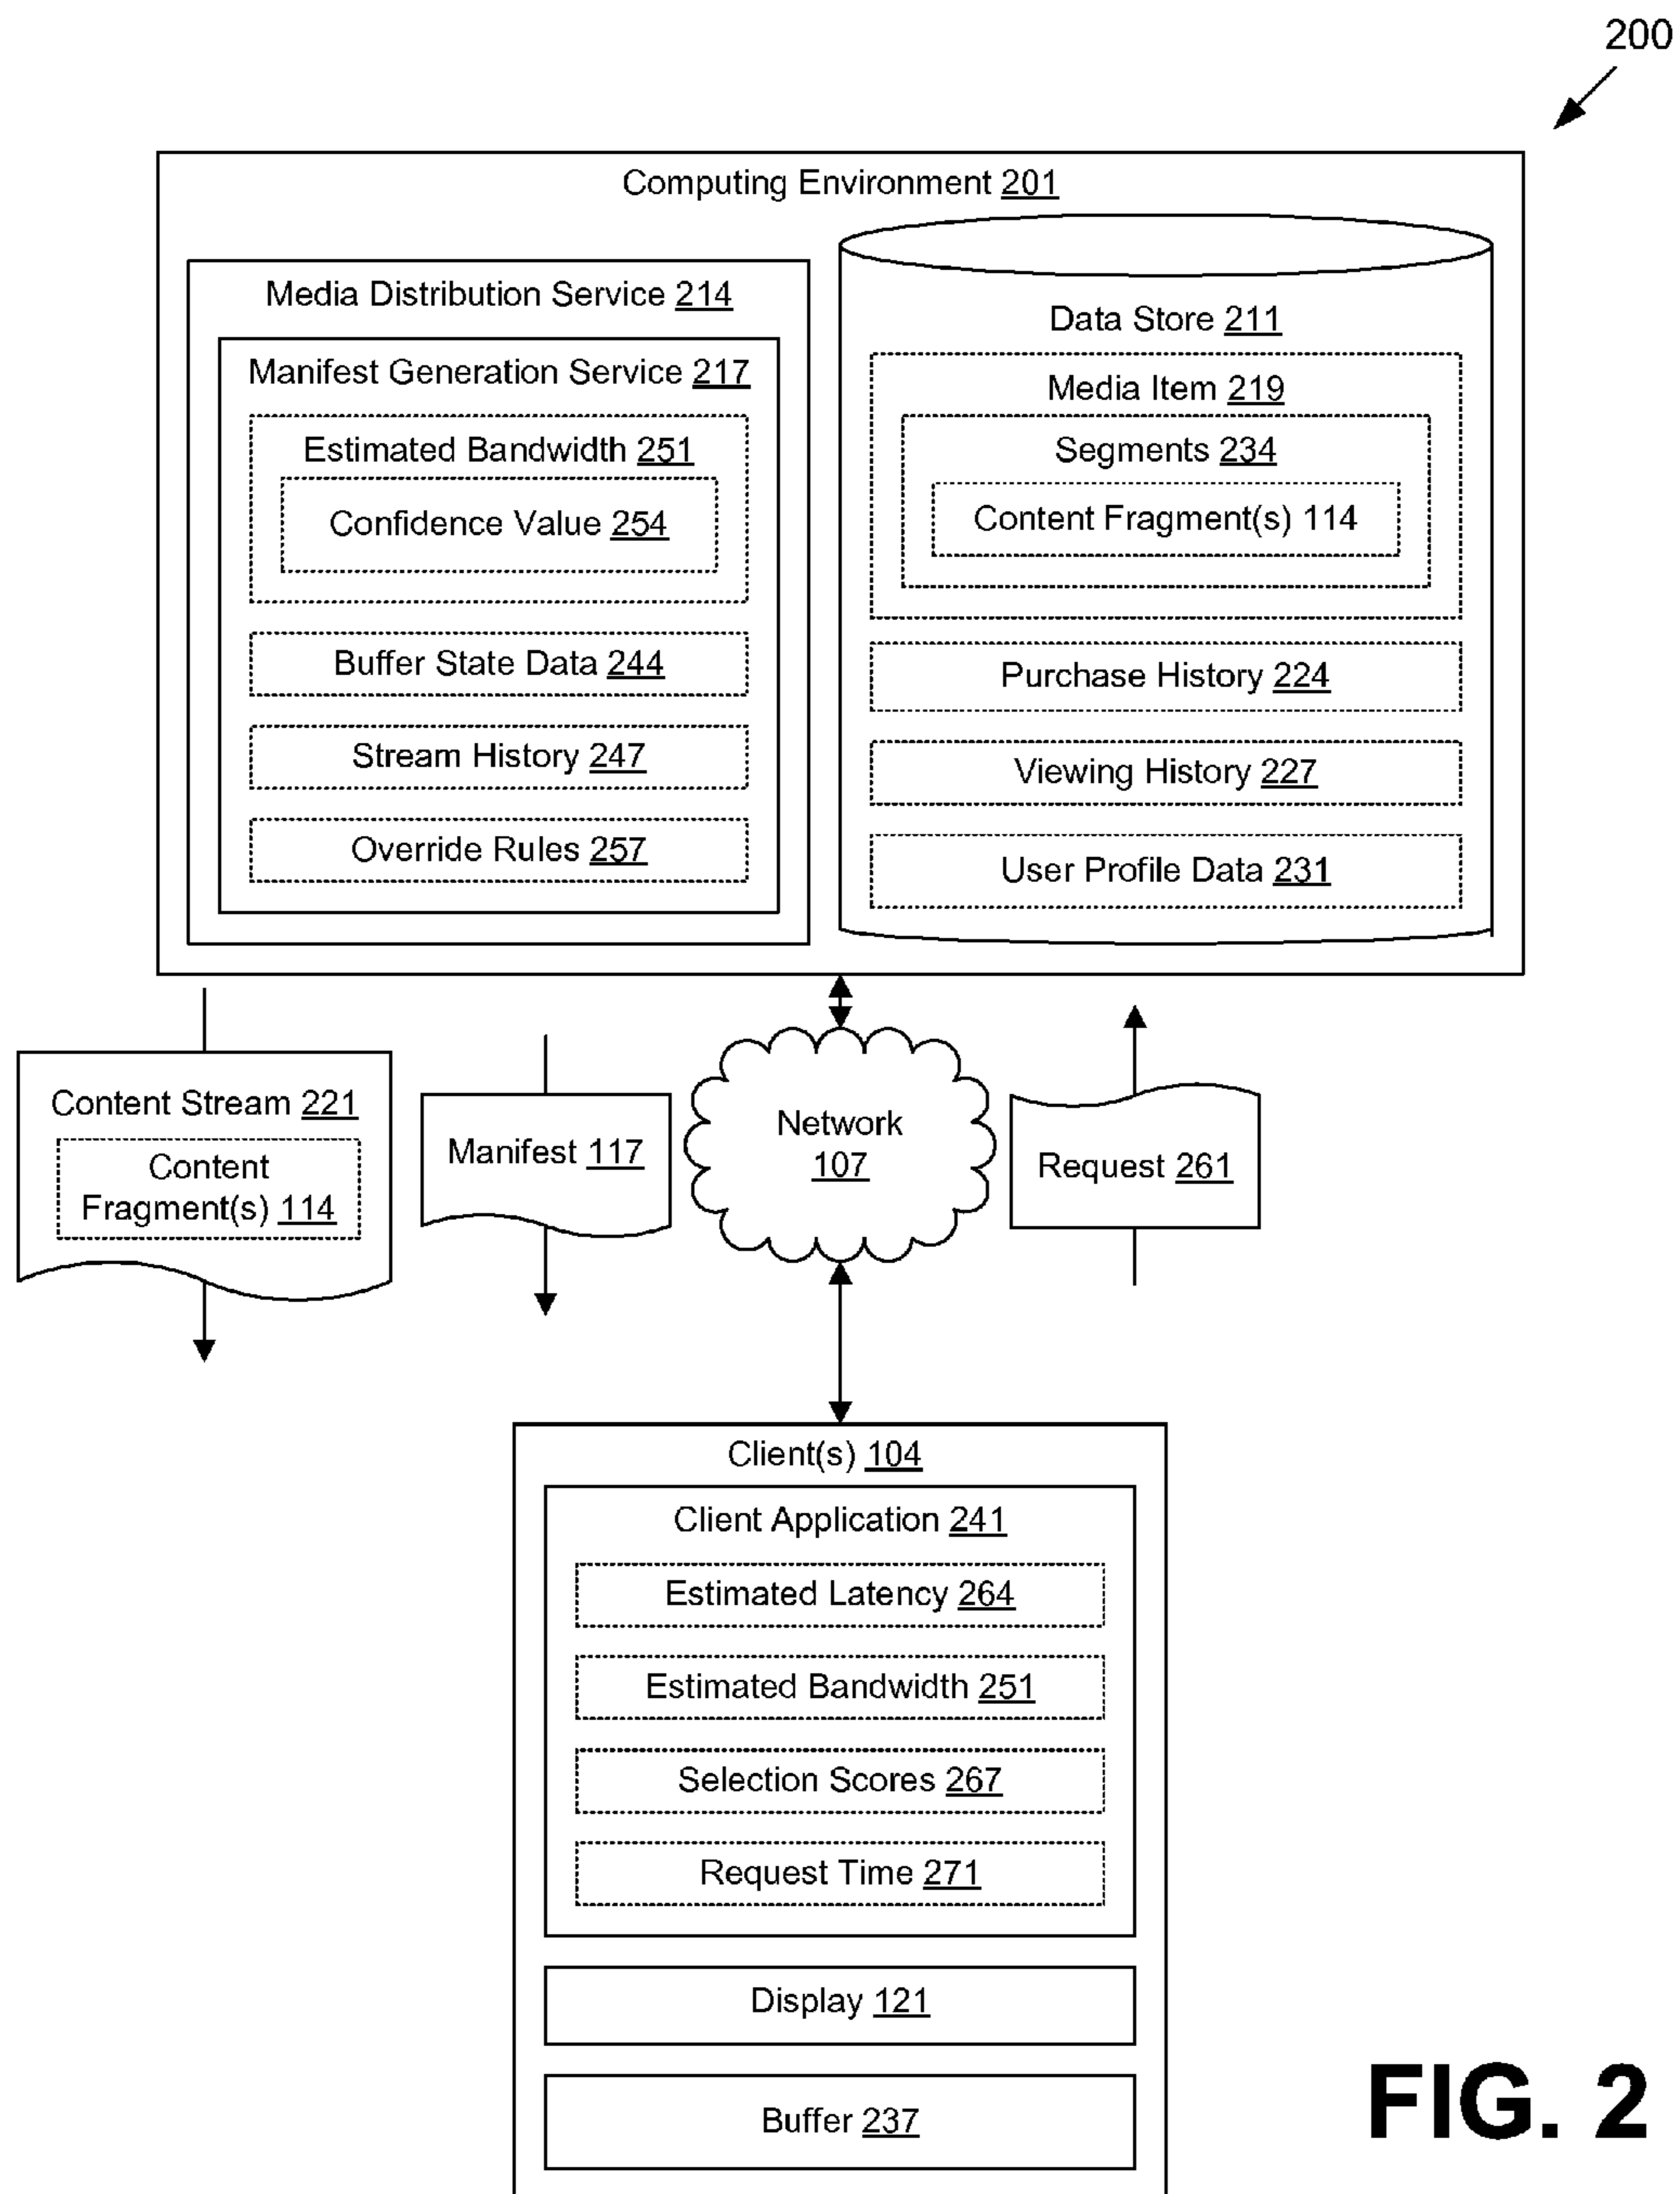 200
Computing Environment 201
Media Distribution Service 214
Manifest Generation Service 217
Estimated Bandwidth 251
Confidence Value 254
Buffer State Data 244
Stream History 247
Override Rules 257
Data Store 211
Media Item 219
Segments 234
Content Fragment(s) 114
Purchase History 224
Viewing History 227
User Profile Data 231
Content Stream 221
Content
Fragment(s) 114
Manifest 117
Network
107
Request 261
Client(s) 104
Client Application 241
Estimated Latency 264
Estimated Bandwidth 251
Selection Scores 267
Request Time 271
Display 121
Buffer 237
FIG. 2